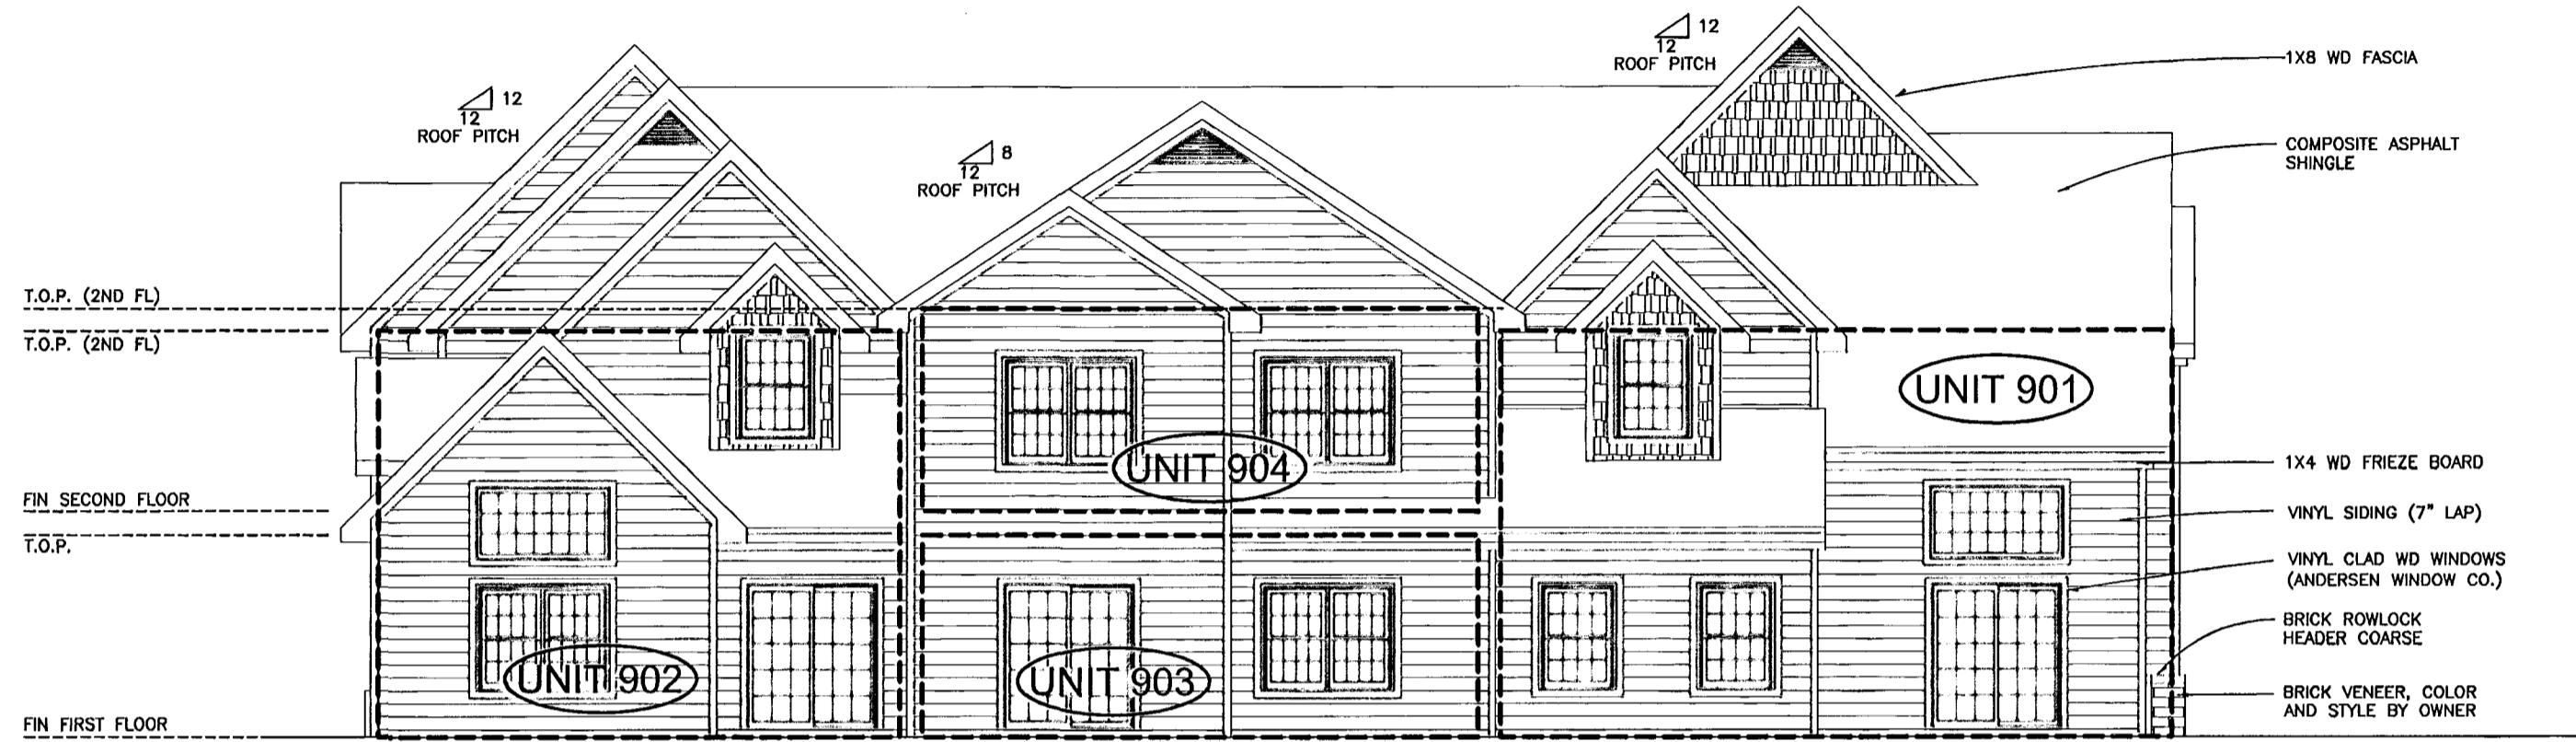 12
12
ROOF PITCH
12
12
ROOF PITCH
8
12
ROOF PITCH
1X8 WD FASCIA
COMPOSITE ASPHALT
SHINGLE
T.O.P. (2ND FL)
T.O.P. (2ND FL)
UNIT 901
UNIT 904
1X4 WD FRIEZE BOARD
FIN SECOND FLOOR
VINYL SIDING (7" LAP)
T.O.P.
VINYL CLAD WD WINDOWS
(ANDERSEN WINDOW CO.)
BRICK ROWLOCK
HEADER COARSE
UNIT 902
UNIT 903
BRICK VENEER, COLOR
AND STYLE BY OWNER
FIN FIRST FLOOR